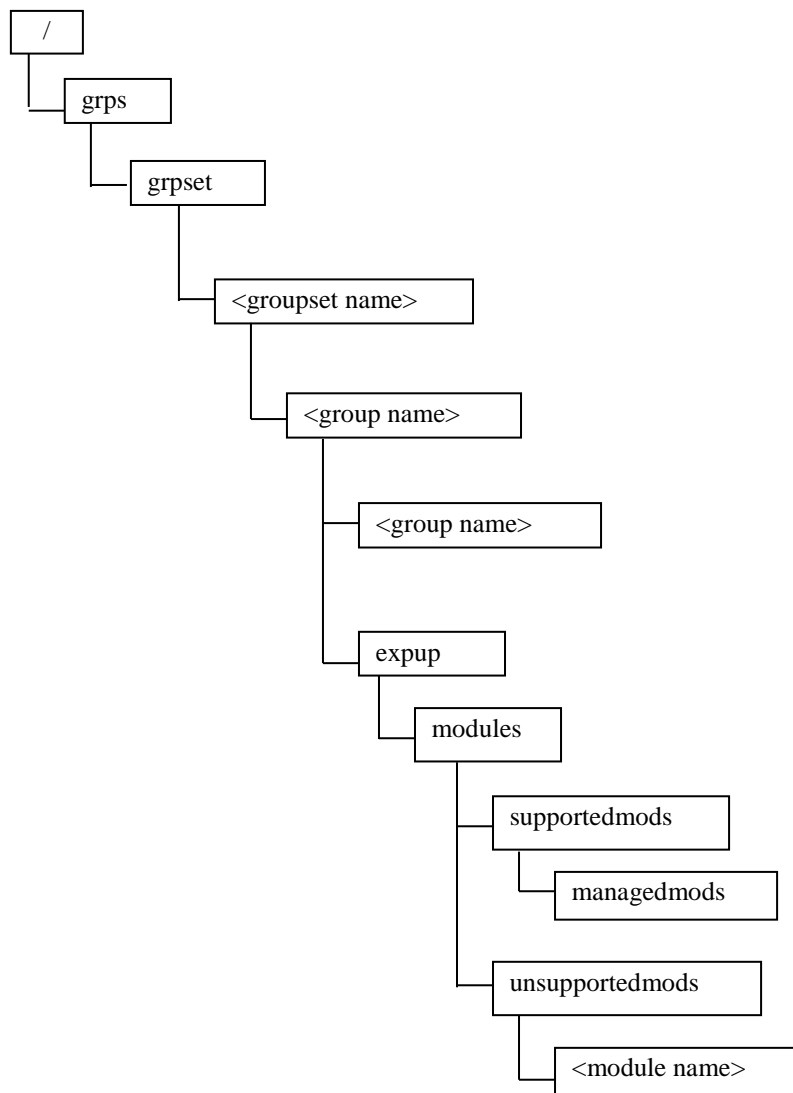 /
grps
grpset
<groupset name>
<group name>
<group name>
expup
modules
supportedmods
managedmods
unsupportedmods
<module name>